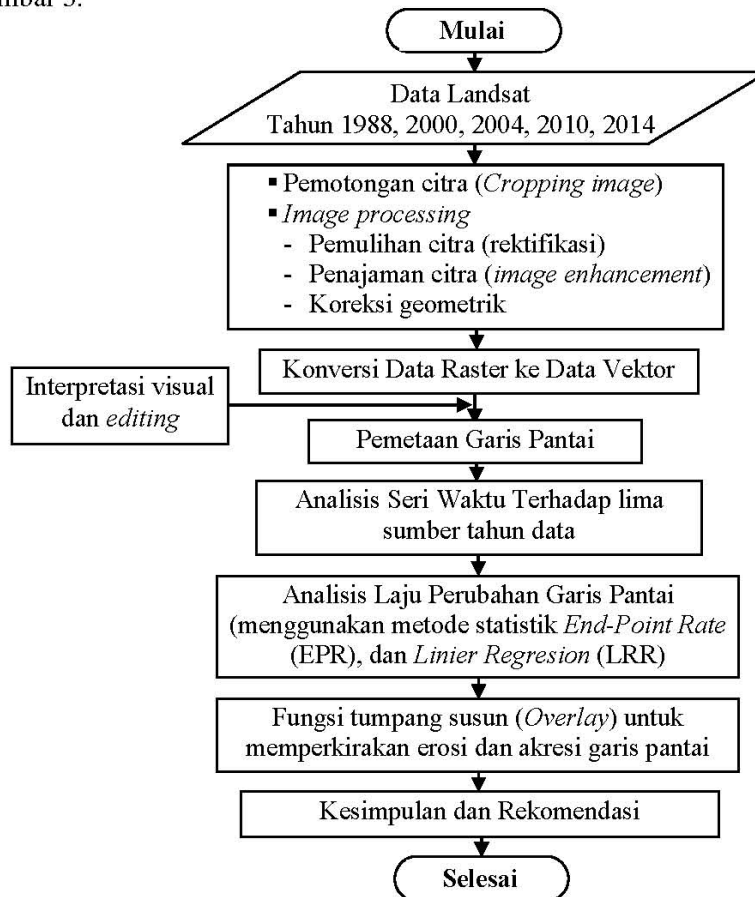 Mulai
Data Landsat
Tahun 1988, 2000, 2004, 2010, 2014
▪ Pemotongan citra (Cropping image)
▪ Image processing
- Pemulihan citra (rektifikasi)
- Penajaman citra (image enhancement)
- Koreksi geometrik
Konversi Data Raster ke Data Vektor
Interpretasi visual
dan editing
Pemetaan Garis Pantai
Analisis Seri Waktu Terhadap lima
sumber tahun data
Analisis Laju Perubahan Garis Pantai
(menggunakan metode statistik End-Point Rate
(EPR), dan Linier Regresion (LRR)
Fungsi tumpang susun (Overlay) untuk
memperkirakan erosi dan akresi garis pantai
Kesimpulan dan Rekomendasi
Selesai